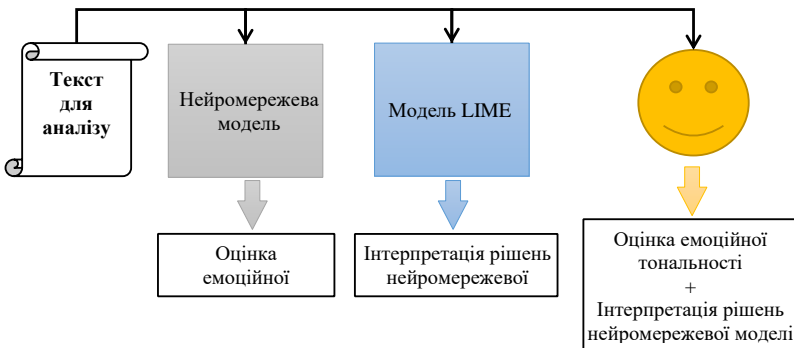 Текст
для
аналізу
Нейромережева
модель
Модель LIME
Оцінка
емоційної
Інтерпретація рішень
нейромережевої
Оцінка емоційної
тональності
+
Інтерпретація рішень
нейромережевої моделі